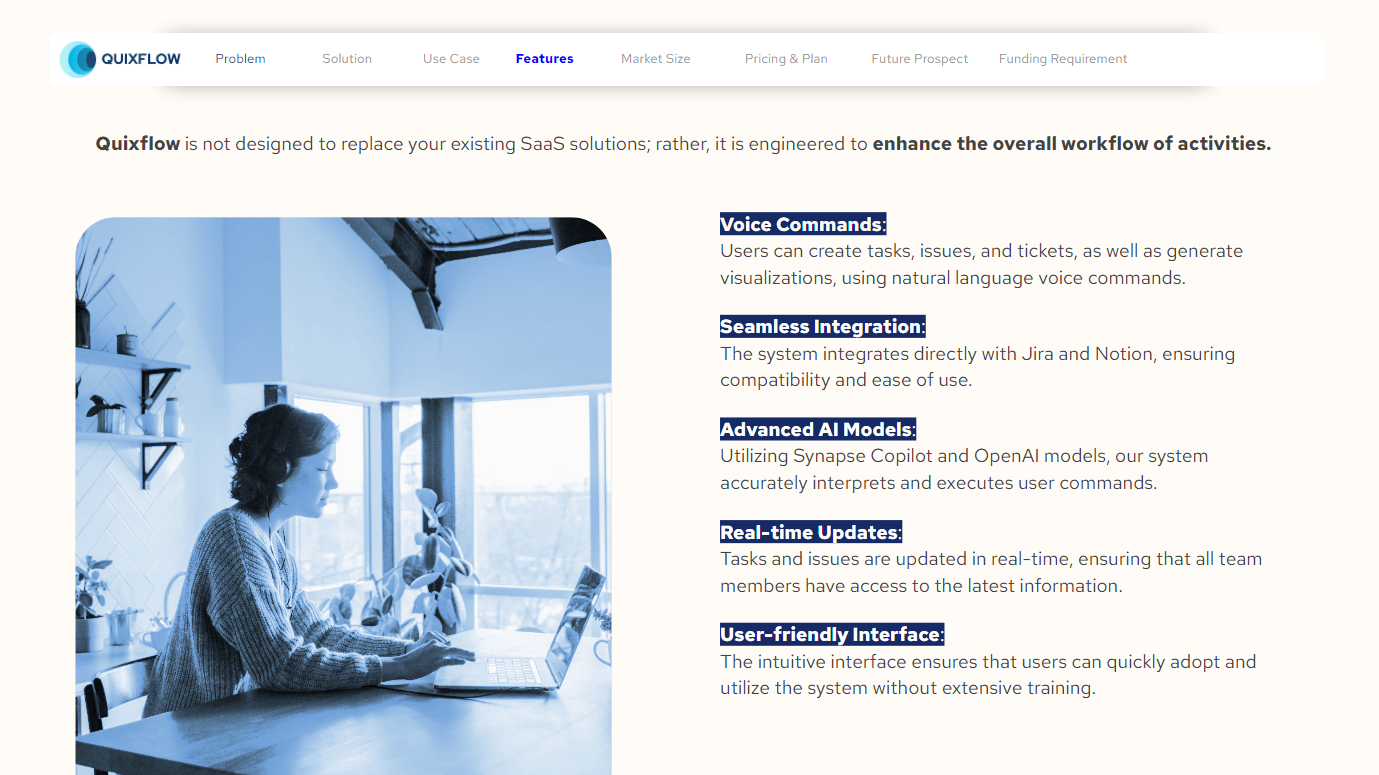 QUIXFLOW Problem Solution Use Case Features Market Size Pricing & Plan Future Prospect Funding Requirement
Quixflow is not designed to replace your existing SaaS solutions; rather, it is engineered to enhance the overall workflow of activities.
Voice Commands:
Users can create tasks, issues, and tickets, as well as generate
visualizations, using natural language voice commands.
Seamless Integration:
The system integrates directly with Jira and Notion, ensuring
compatibility and ease of use.
Advanced AI Models:
Utilizing Synapse Copilot and OpenAI models, our system
accurately interprets and executes user commands.
Real-time Updates:
Tasks and issues are updated in real-time, ensuring that all team
members have access to the latest information.
User-friendly Interface:
The intuitive interface ensures that users can quickly adopt and
utilize the system without extensive training.